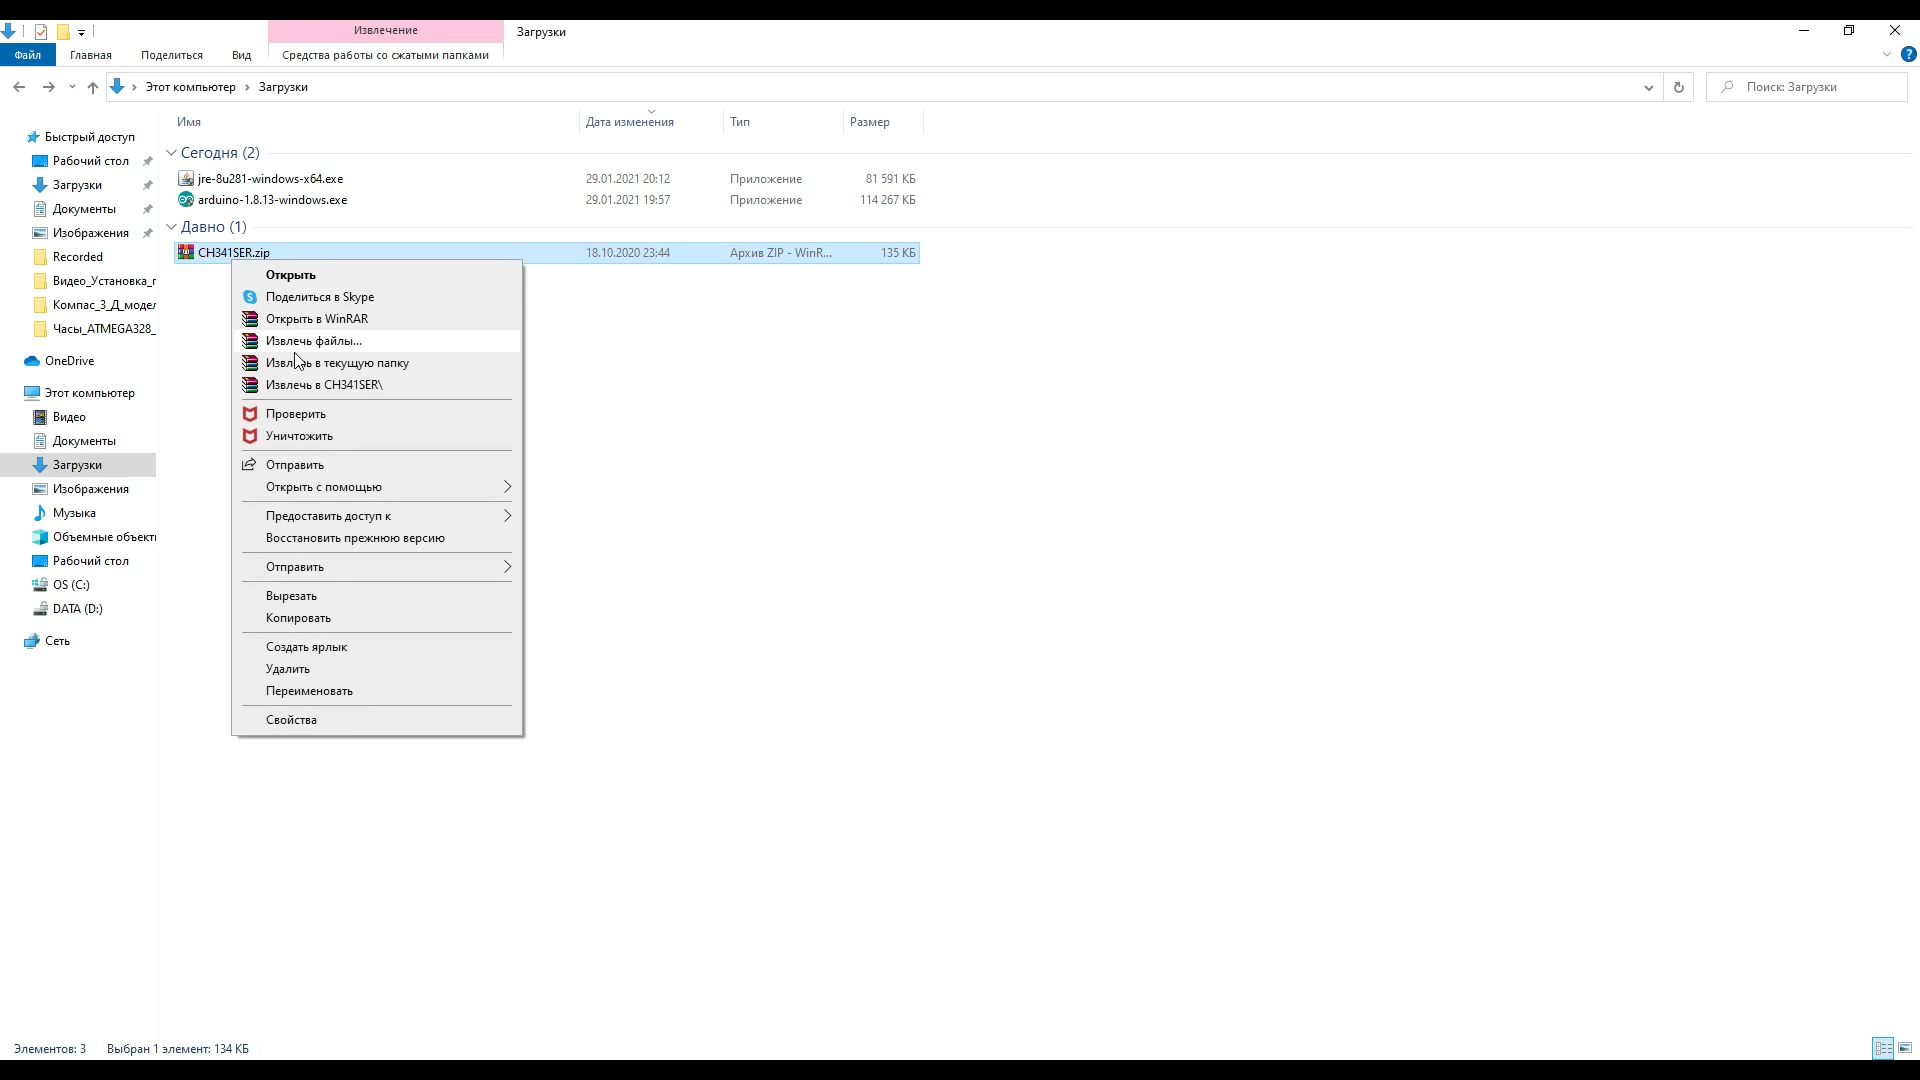 Извлечение
Загрузки
Файл
Главная
Поделиться
Вид
Средства работы со сжатыми папками
Этот компьютер > Загрузки
Поиск: Загрузки
Имя
Дата изменения
Тип
Размер
Быстрый доступ
Рабочий стол
Загрузки
Документы
Изображения
Recorded
Видео_Установка_г
Компас_3_Д_модел
Часы_ATMEGA328_
OneDrive
Этот компьютер
Видео
Документы
Загрузки
Изображения
Музыка
Объемные объекты
Рабочий стол
OS (C:)
DATA (D:)
Сеть
Сегодня (2)
jre-8u281-windows-x64.exe 29.01.2021 20:12 Приложение 81 591 КБ
arduino-1.8.13-windows.exe 29.01.2021 19:57 Приложение 114 267 КБ
Давно (1)
CH341SER.zip 18.10.2020 23:44 Архив ZIP - WinR... 135 КБ
Открыть
Поделиться в Skype
Открыть в WinRAR
Извлечь файлы...
Извлечь в текущую папку
Извлечь в CH341SER\
Проверить
Уничтожить
Отправить
Открыть с помощью
Предоставить доступ к
Восстановить прежнюю версию
Отправить
Вырезать
Копировать
Создать ярлык
Удалить
Переименовать
Свойства
Элементов: 3
Выбран 1 элемент: 134 КБ